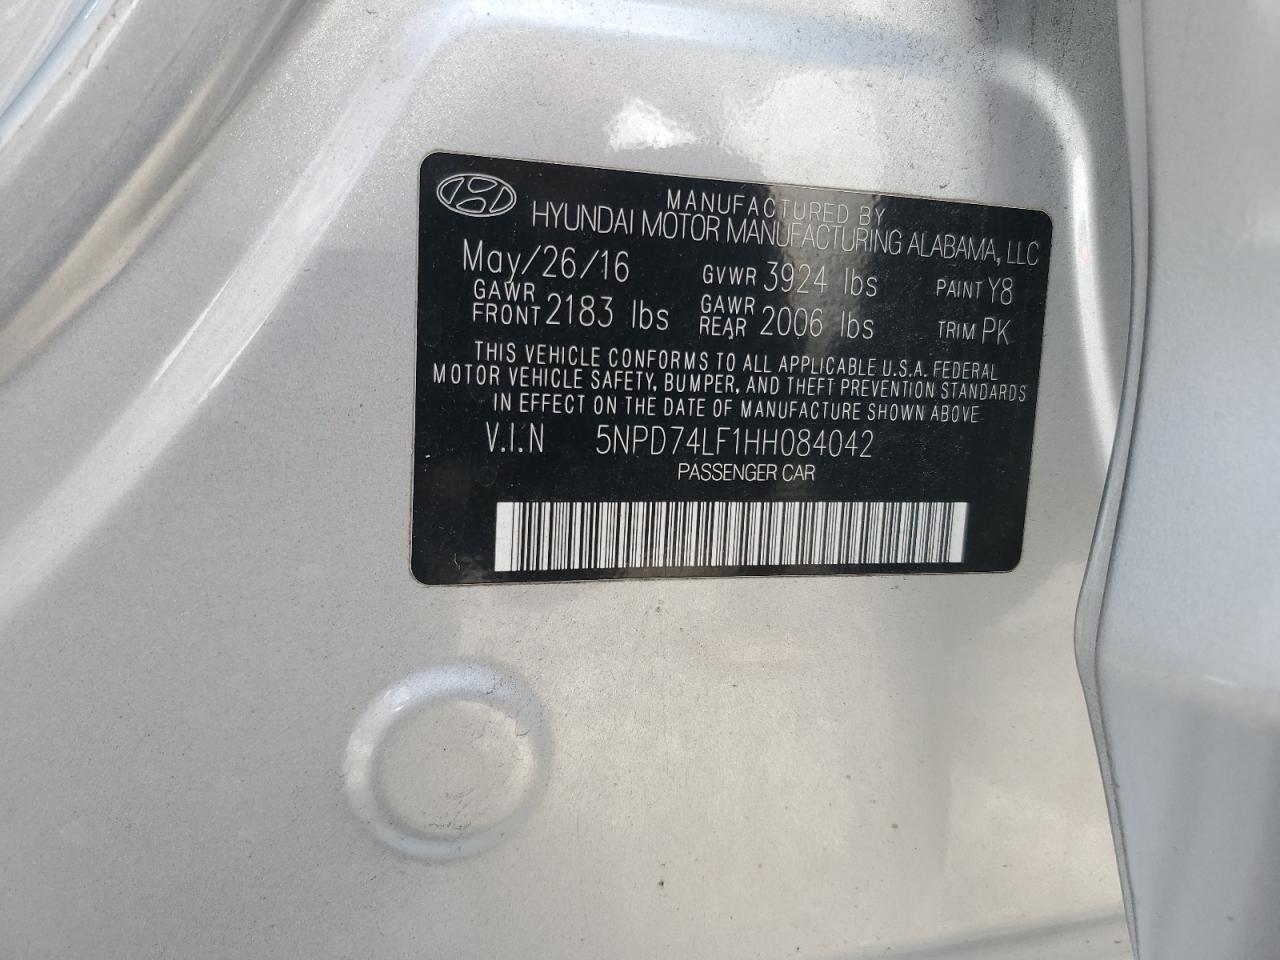 MANUFACTURED BY
HYUNDAI MOTOR MANUFACTURING ALABAMA, LLC
May/26/16 GVWR 3924 lbs PAINT Y8
GAWR FRONT 2183 lbs GAWR REAR 2006 lbs TRIM PK
THIS VEHICLE CONFORMS TO ALL APPLICABLE U.S.A. FEDERAL
MOTOR VEHICLE SAFETY, BUMPER, AND THEFT PREVENTION STANDARDS
IN EFFECT ON THE DATE OF MANUFACTURE SHOWN ABOVE
V.I.N 5NPD74LF1HH084042
PASSENGER CAR